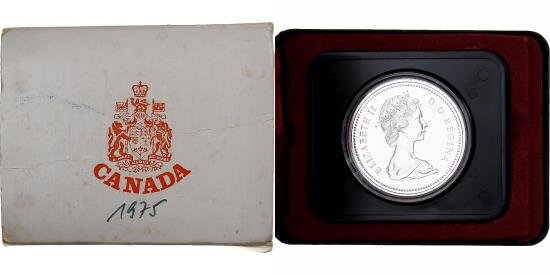 CANADA
1975
ELIZABETH II D·G·REGINA